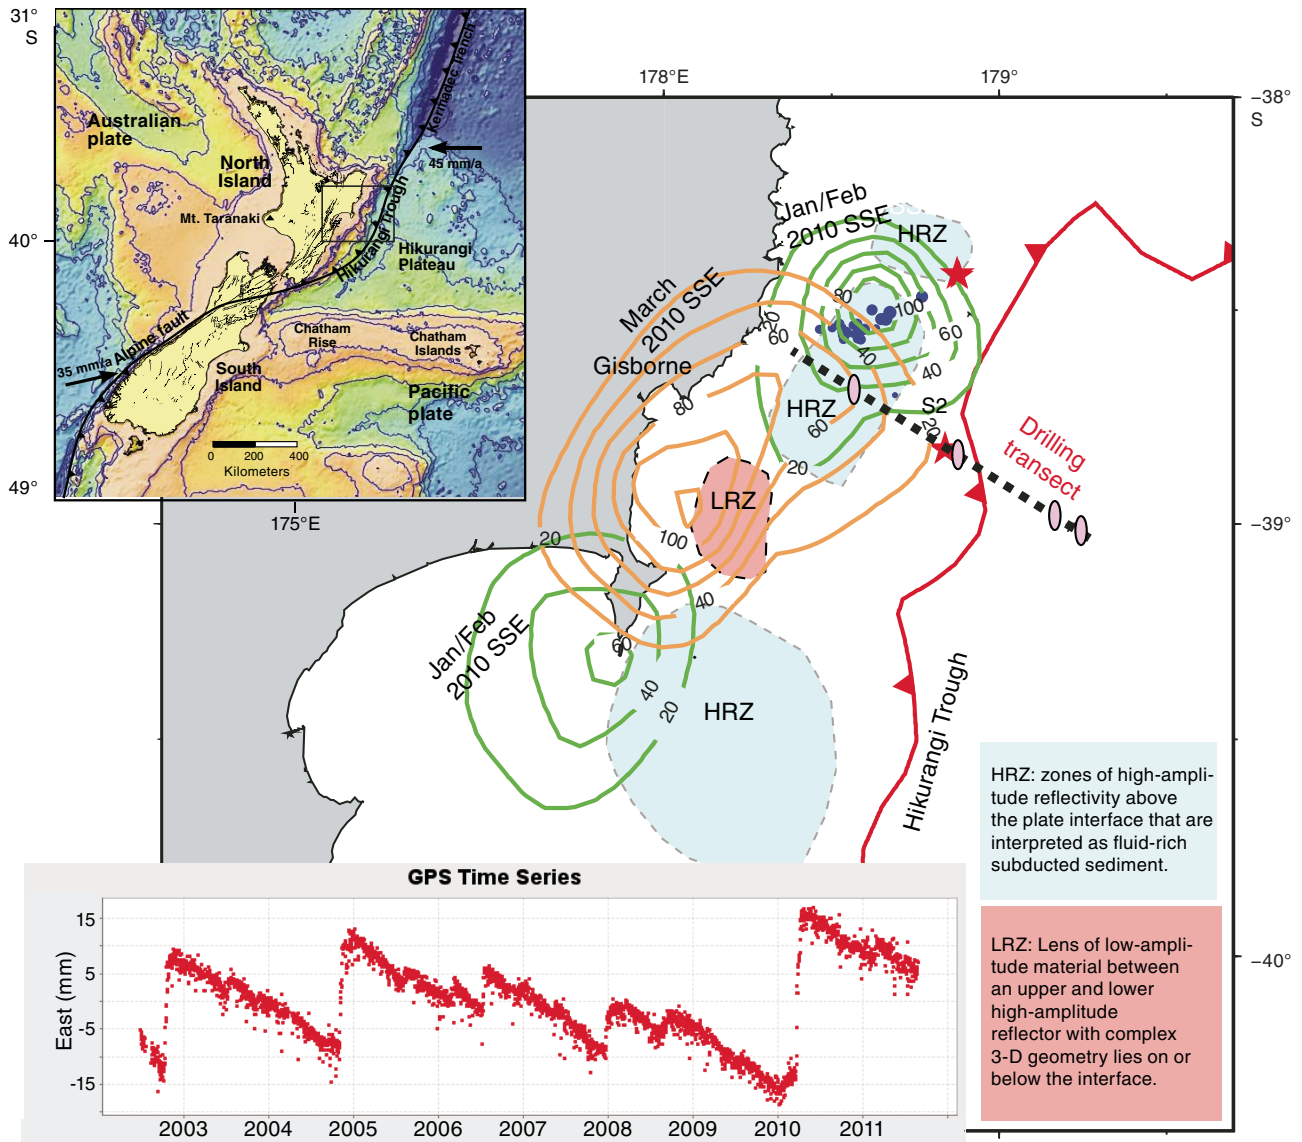 31°
S
40°
49°
175°E
Australian
plate
North
Island
Mt. Taranaki
Kermadec Trench
45 mm/a
Hikurangi Trough
Hikurangi
Plateau
Chatham
Rise
Chatham
Islands
35 mm/a
Alpine fault
South
Island
Pacific
plate
0 200 400
Kilometers
178°E
179°
–38°
S
–39°
–40°
Jan/Feb
2010 SSE
HRZ
80
100
20
60
60
40
40
March
2010 SSE
Gisborne
80
HRZ
60
S2
20
20
Drilling
transect
LRZ
100
20
40
Jan/Feb
2010 SSE
60
40
20
HRZ
Hikurangi Trough
HRZ: zones of high-ampli-
tude reflectivity above
the plate interface that are
interpreted as fluid-rich
subducted sediment.
LRZ: Lens of low-ampli-
tude material between
an upper and lower
high-amplitude
reflector with complex
3-D geometry lies on or
below the interface.
GPS Time Series
East (mm)
15
5
-5
-15
2003 2004 2005 2006 2007 2008 2009 2010 2011